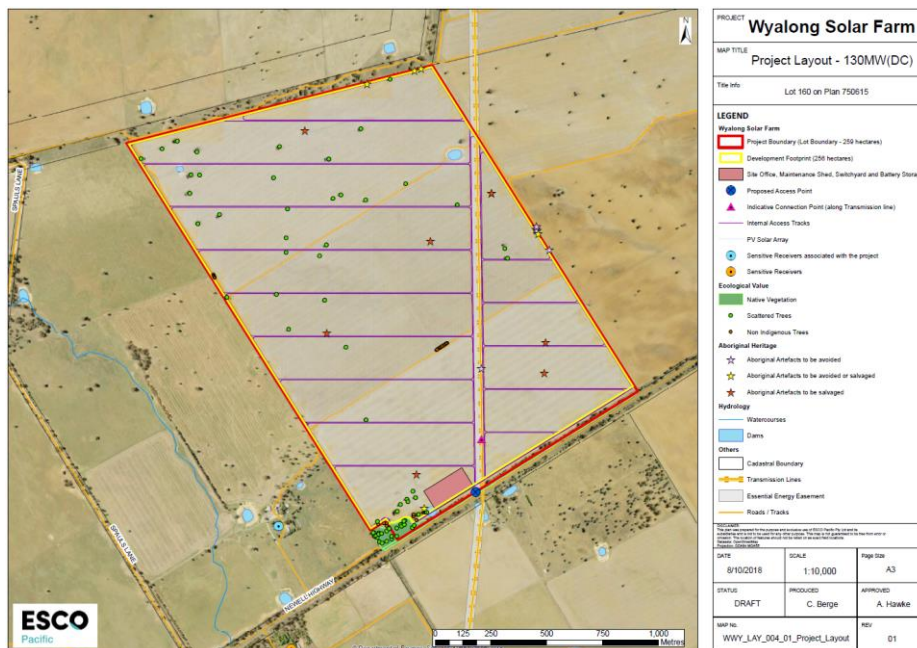 N
SPAULS LANE
SPAULS LANE
NEWELL HIGHWAY
ESCO
Pacific
0 125 250 500 750 1,000
Metres
PROJECT
Wyalong Solar Farm
MAP TITLE
Project Layout - 130MW(DC)
Title Info
Lot 160 on Plan 750615
LEGEND
Wyalong Solar Farm
Project Boundary (Lot Boundary - 259 hectares)
Development Footprint (256 hectares)
Site Office, Maintenance Shed, Switchyard and Battery Stora
Proposed Access Point
Indicative Connection Point (along Transmission line)
Internal Access Tracks
PV Solar Array
Sensitive Receivers associated with the project
Sensitive Receivers
Ecological Value
Native Vegetation
Scattered Trees
Non Indigenous Trees
Aboriginal Heritage
Aboriginal Artefacts to be avoided
Aboriginal Artefacts to be avoided or salvaged
Aboriginal Artefacts to be salvaged
Hydrology
Watercourses
Dams
Others
Cadastral Boundary
Transmission Lines
Essential Energy Easement
Roads / Tracks
DISCLAIMER
DATE SCALE Page Size
8/10/2018 1:10,000 A3
STATUS PRODUCED APPROVED
DRAFT C. Berge A. Hawke
MAP No. REV
WWY_LAY_004_01_Project_Layout 01